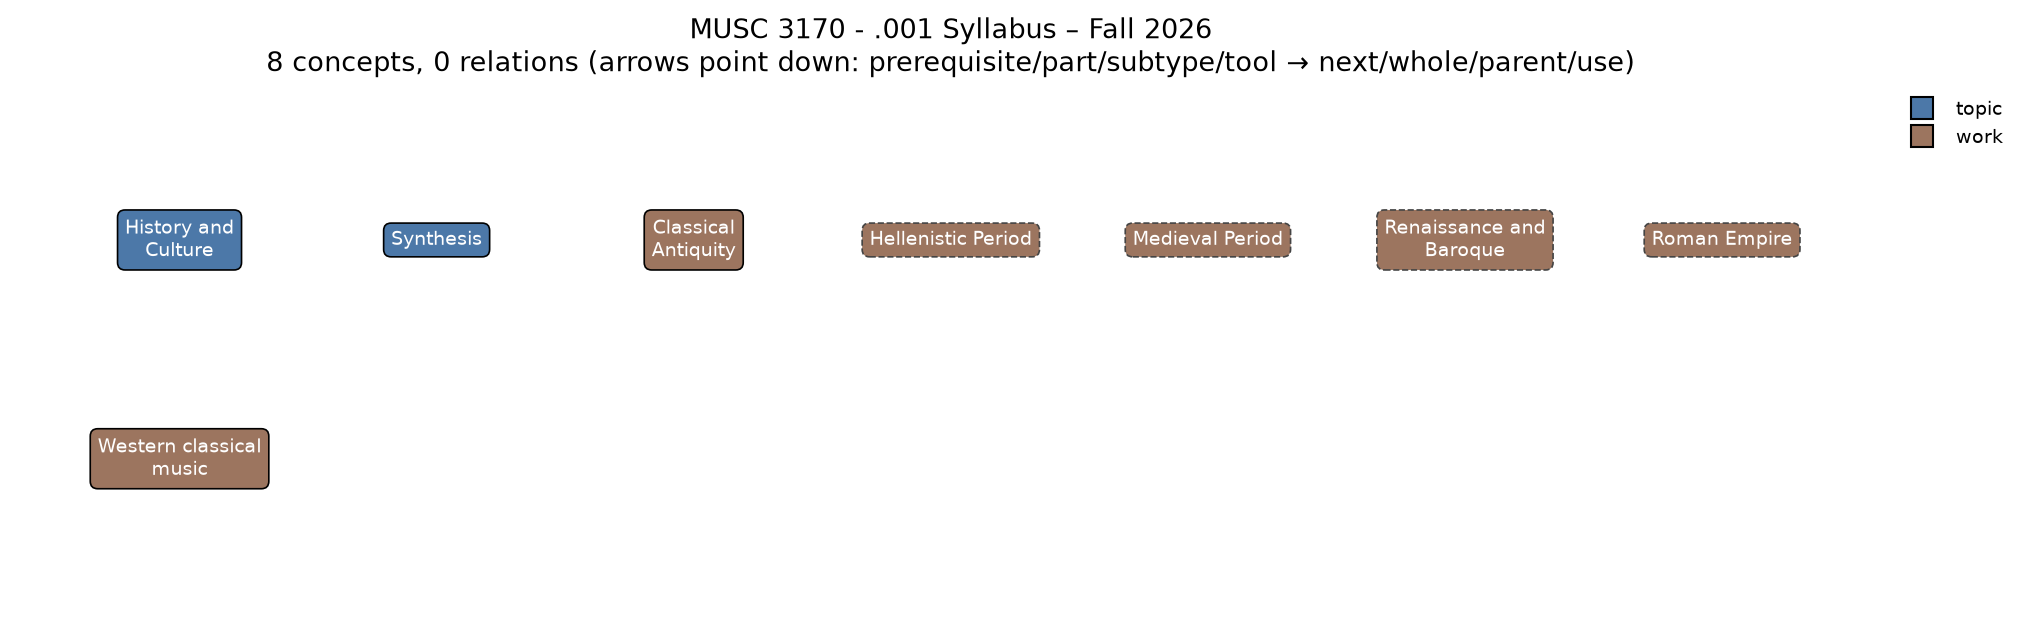 MUSC 3170 - .001 Syllabus – Fall 2026
8 concepts, 0 relations (arrows point down: prerequisite/part/subtype/tool → next/whole/parent/use)
topic
work
History and
Culture
Synthesis
Classical
Antiquity
Hellenistic Period
Medieval Period
Renaissance and
Baroque
Roman Empire
Western classical
music